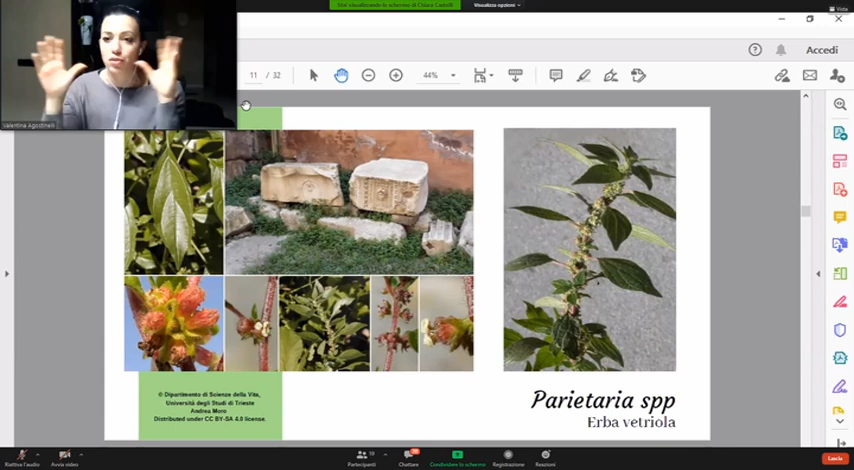 Stai visualizzando lo schermo di Chiara Cadelli
Visualizza opzioni
Vista
Accedi
11 / 32
44%
Valentina Agostinelli
© Dipartimento di Scienze della Vita,
Università degli Studi di Trieste
Andrea Moro
Distributed under CC BY-SA 4.0 license.
Parietaria spp
Erba vetriola
Riattiva l'audio
Avvia video
Partecipanti
19
Chattare
Condividere lo schermo
Registrazione
Reazioni
Lascia